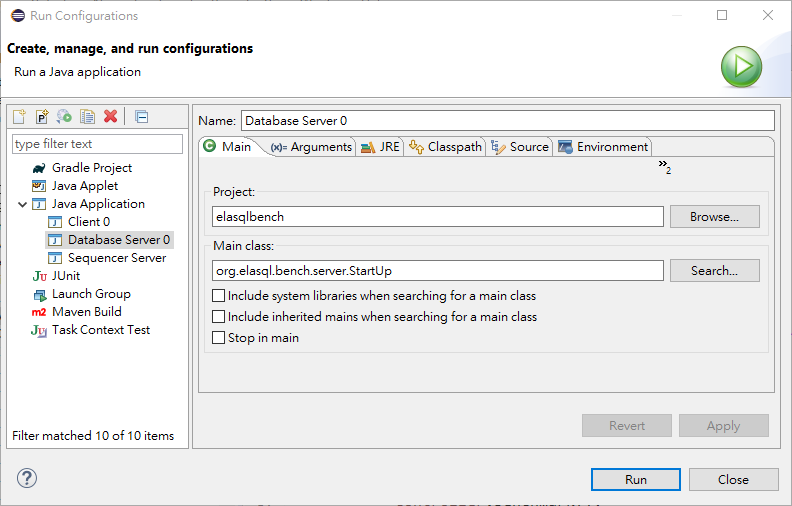 Run Configurations
Create, manage, and run configurations
Run a Java application
type filter text
Gradle Project
Java Applet
Java Application
Client 0
Database Server 0
Sequencer Server
JUnit
Launch Group
Maven Build
Task Context Test
Filter matched 10 of 10 items
Name: Database Server 0
Main (x)= Arguments JRE Classpath Source Environment
»2
Project:
elasqlbench Browse...
Main class:
org.elasql.bench.server.StartUp Search...
Include system libraries when searching for a main class
Include inherited mains when searching for a main class
Stop in main
Revert Apply
Run Close